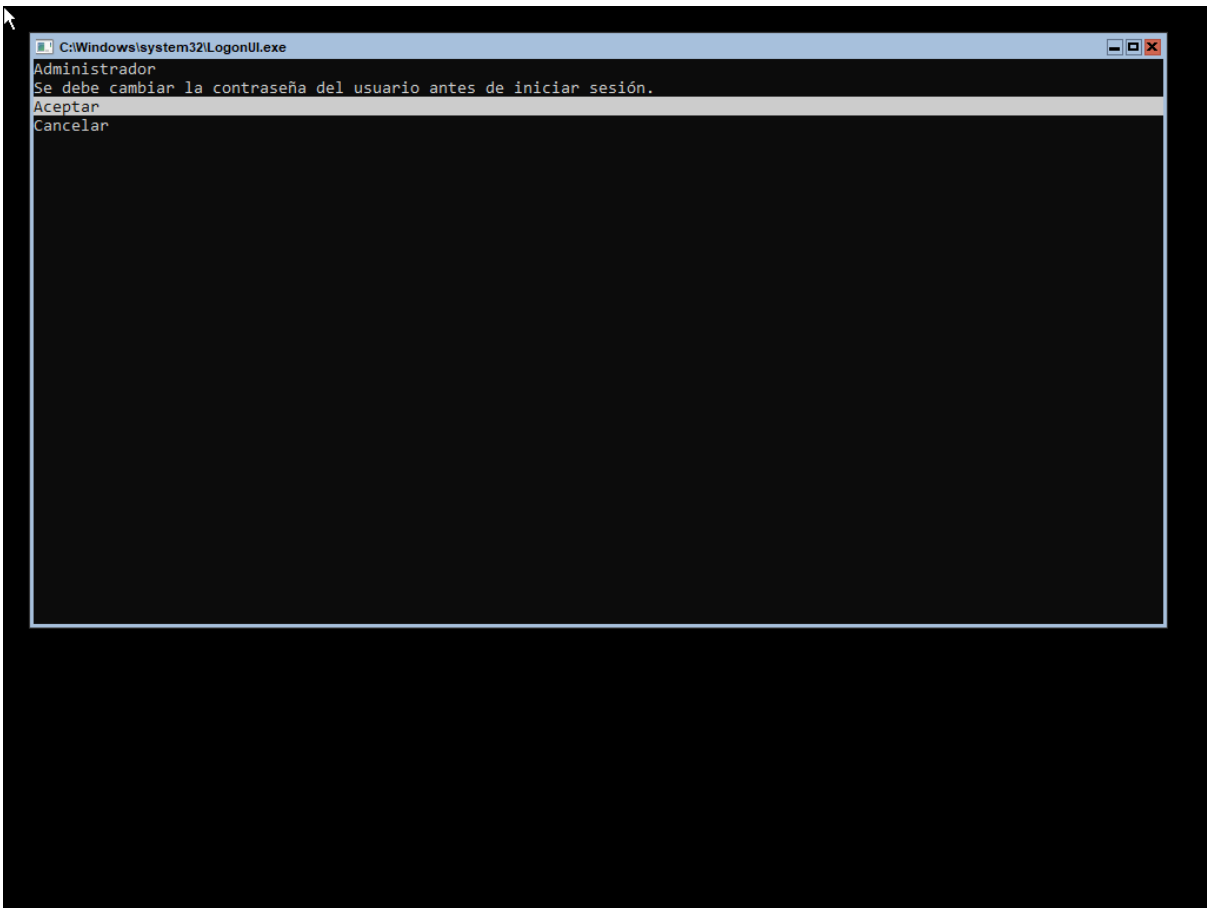 C:\Windows\system32\LogonUI.exe
Administrador
Se debe cambiar la contraseña del usuario antes de iniciar sesión.
Aceptar
Cancelar